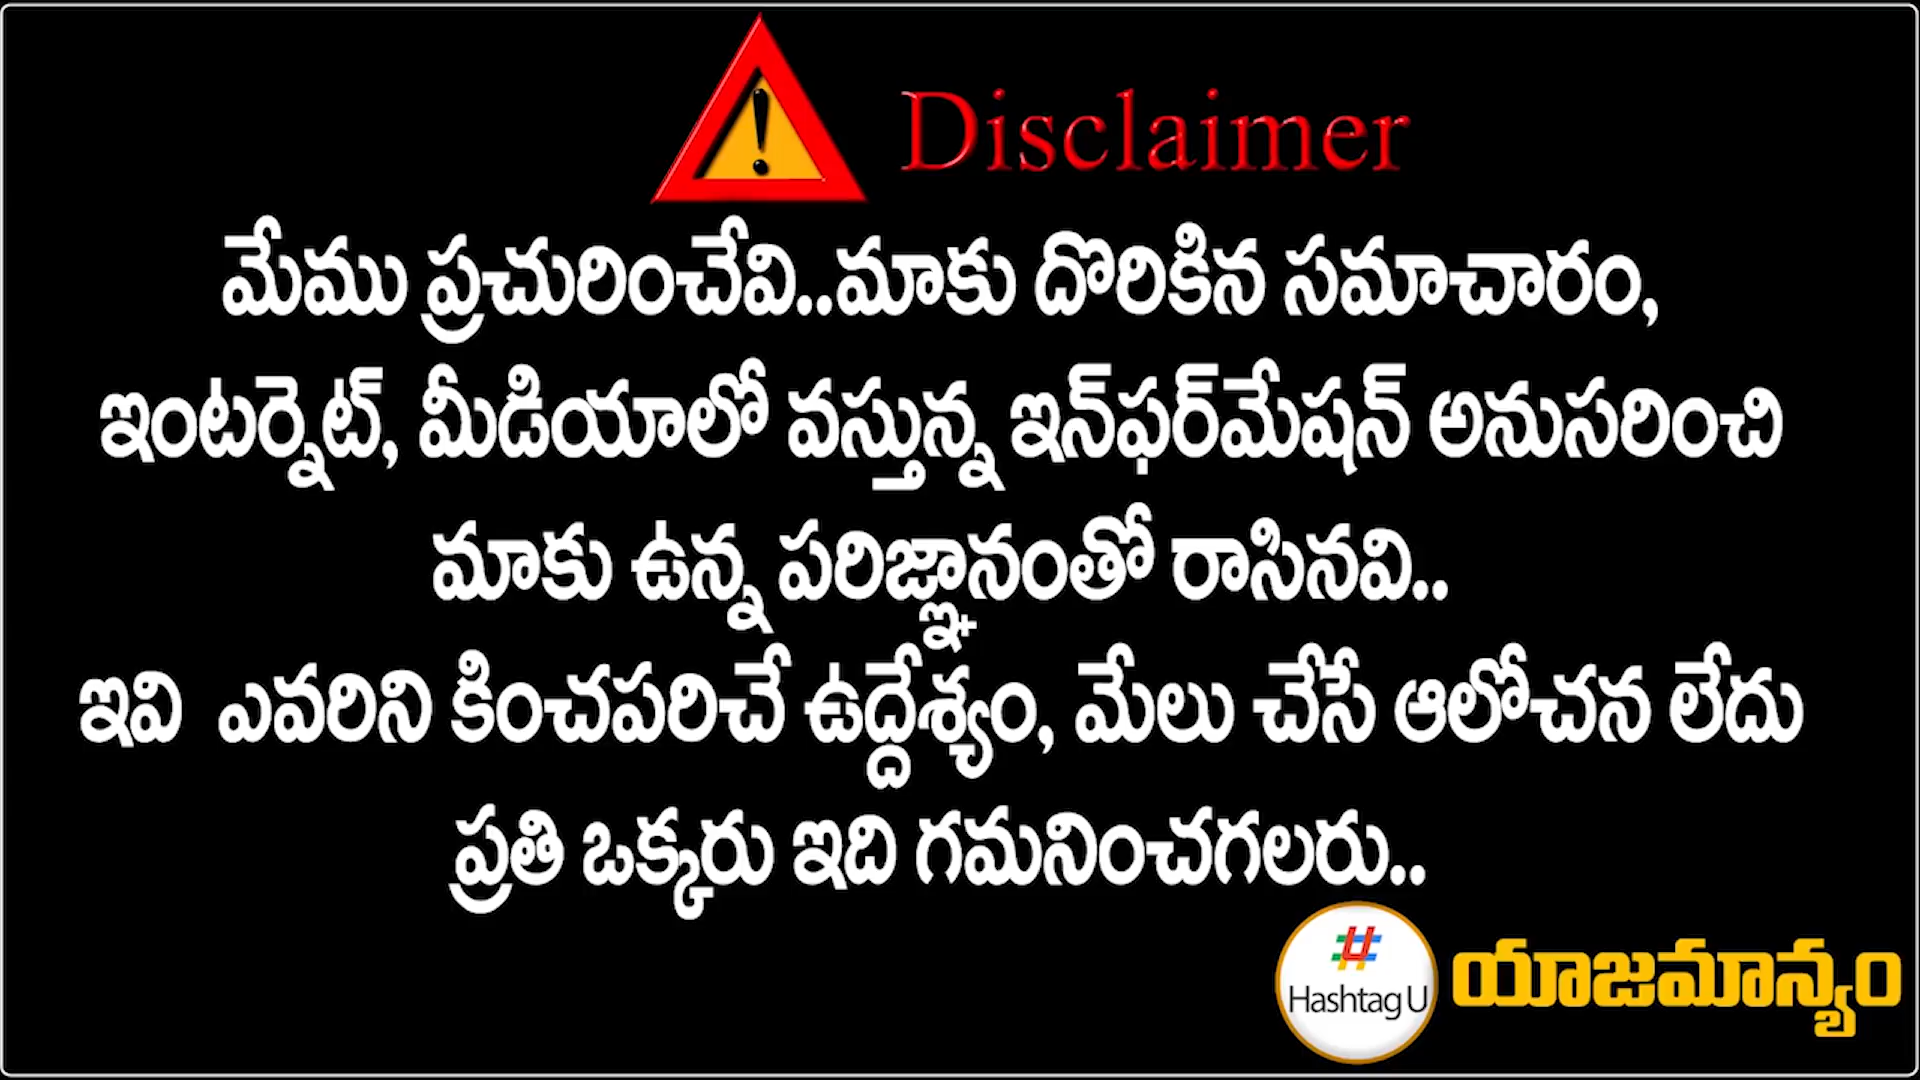 Disclaimer
మేము ప్రచురించేవి..మాకు దొరికిన సమాచారం,
ఇంటర్నెట్, మీడియాలో వస్తున్న ఇన్‌ఫర్‌మేషన్ అనుసరించి
మాకు ఉన్న పరిజ్ఞానంతో రాసినవి..
ఇవి ఎవరిని కించపరిచే ఉద్దేశ్యం, మేలు చేసే ఆలోచన లేదు
ప్రతి ఒక్కరు ఇది గమనించగలరు..
Hashtag U
యాజమాన్యం